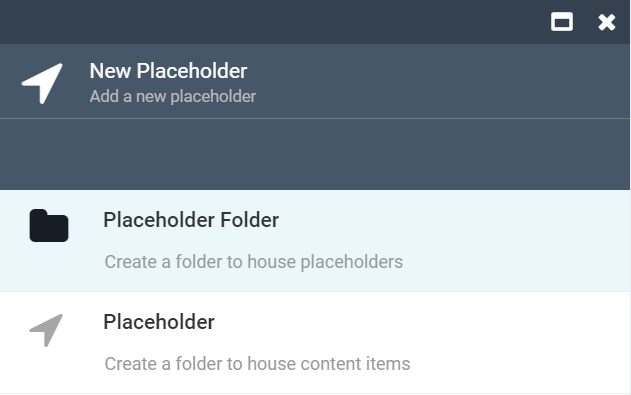 New Placeholder
Add a new placeholder
Placeholder Folder
Create a folder to house placeholders
Placeholder
Create a folder to house content items